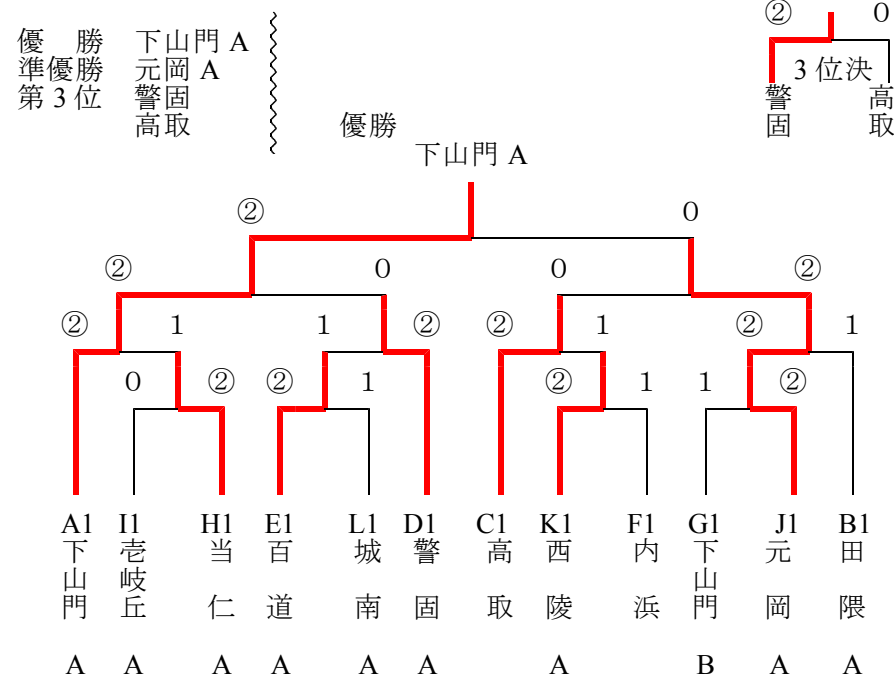 優　勝　下山門 A
準優勝　元岡 A
第３位　警固
高取
優勝
下山門 A
②　0
３位決
警固　高取
②　0
②　0　0　②
②　1　1　②　②　1　②　1
0　②　②　1　②　1　1　②
A1 I1 H1 E1 L1 D1 C1 K1 F1 G1 J1 B1
下山門 A
壱岐丘 A
当仁 A
百道 A
城南 A
警固 A
高取
西陵 A
内浜
下山門 B
元岡 A
田隈 A